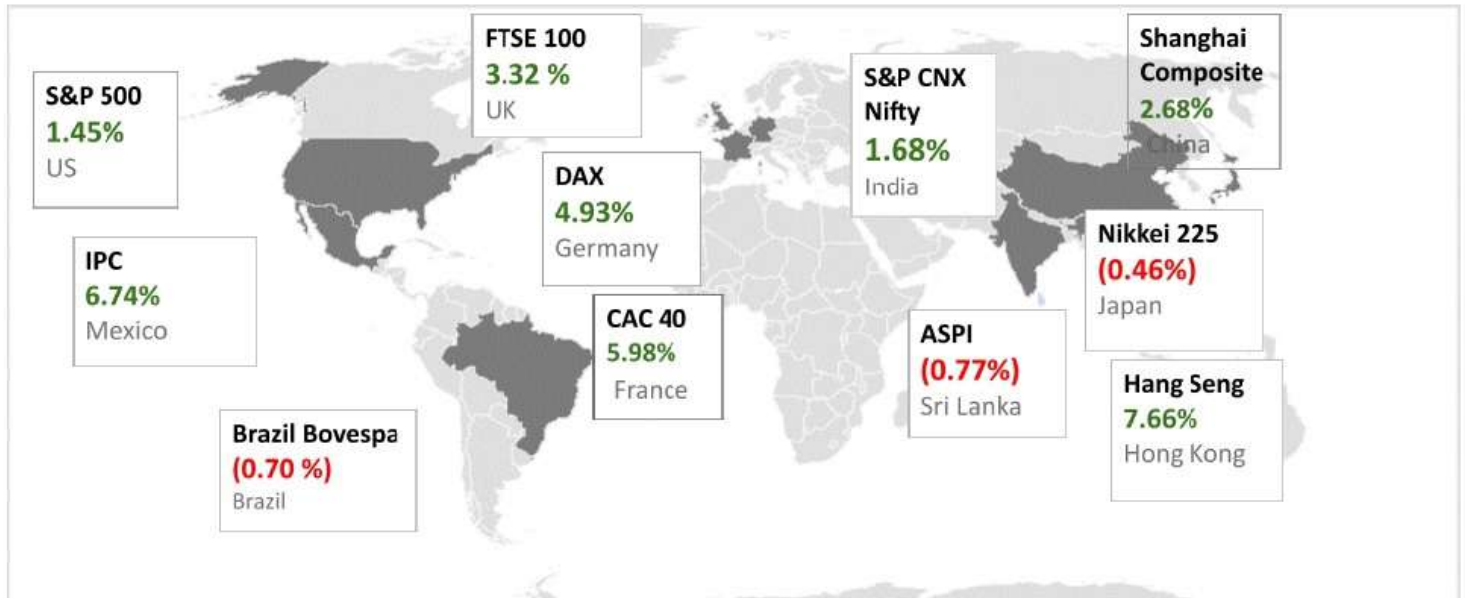 S&P 500
1.45%
US
FTSE 100
3.32 %
UK
S&P CNX
Nifty
1.68%
India
Shanghai
Composite
2.68%
China
DAX
4.93%
Germany
IPC
6.74%
Mexico
Nikkei 225
(0.46%)
Japan
CAC 40
5.98%
France
ASPI
(0.77%)
Sri Lanka
Hang Seng
7.66%
Hong Kong
Brazil Bovespa
(0.70 %)
Brazil